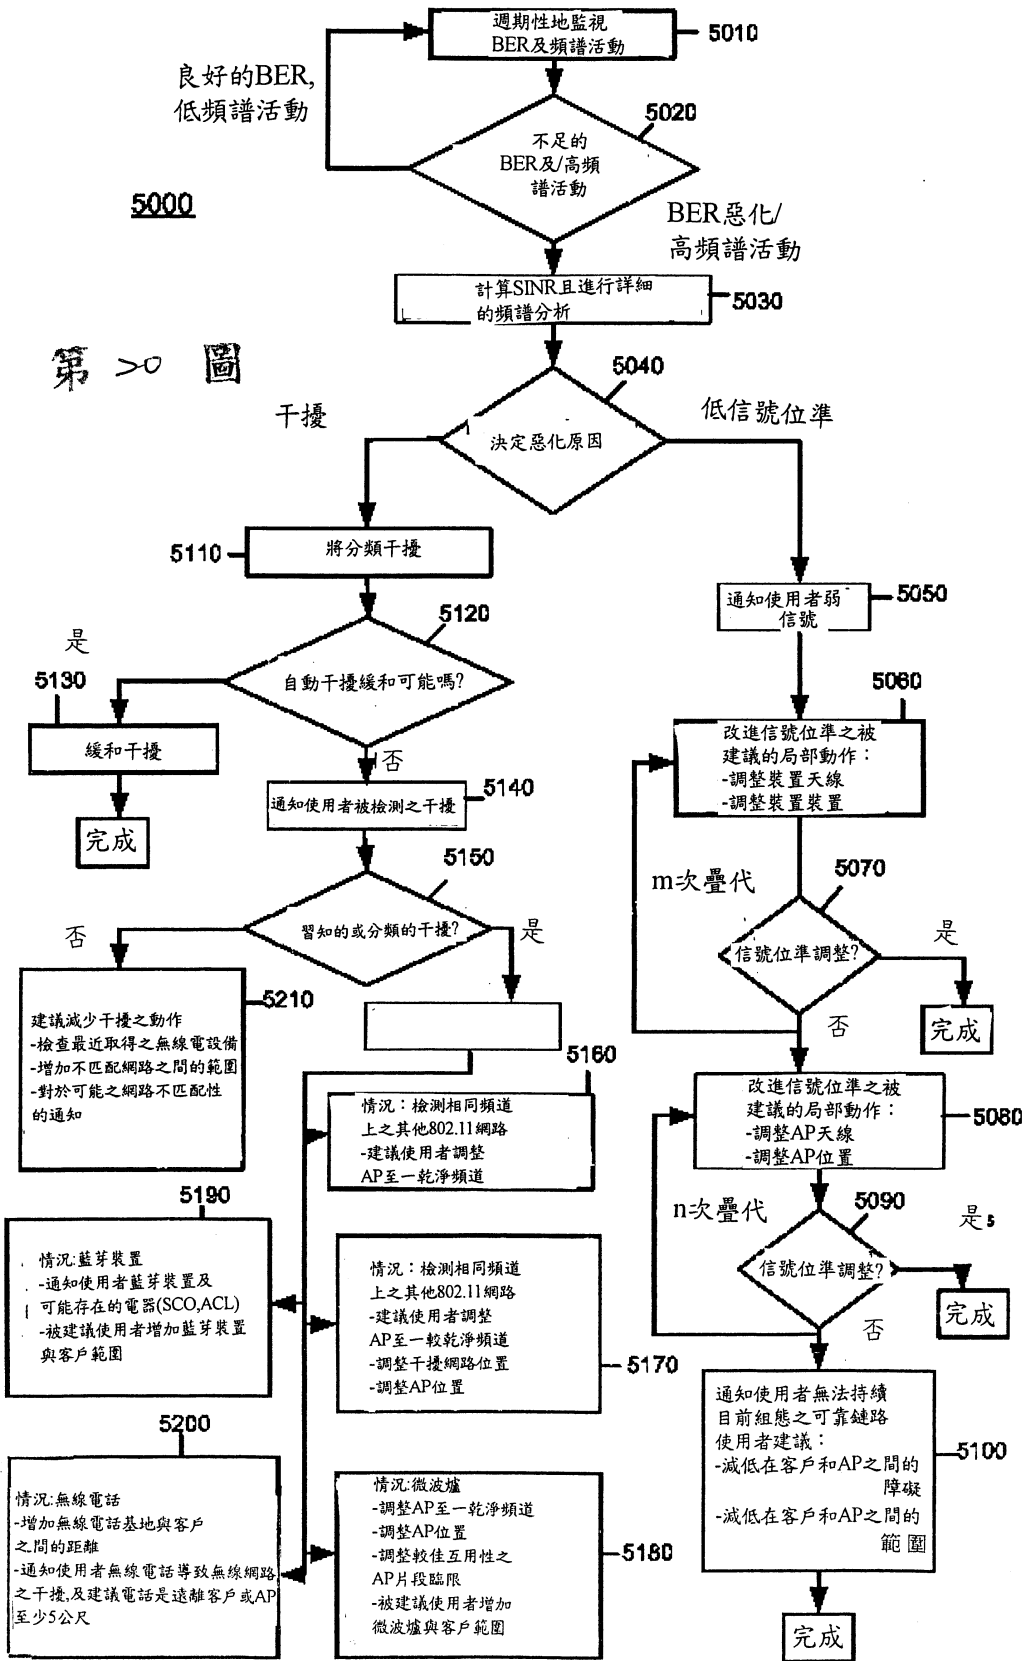 週期性地監視
BER及頻譜活動
5010
良好的BER,
低頻譜活動
5020
不足的
BER及/高頻
譜活動
5000
BER惡化/
高頻譜活動
計算SINR且進行詳細
的頻譜分析
5030
第 20 圖
5040
干擾
低信號位準
決定惡化原因
5110
將分類干擾
通知使用者弱
信號
5050
5120
是
5130
自動干擾緩和可能嗎?
5060
緩和干擾
否
改進信號位準之被
建議的局部動作：
-調整裝置天線
-調整裝置裝置
5140
通知使用者被檢測之干擾
完成
5150
m次疊代
5070
否
習知的或分類的干擾?
是
信號位準調整?
是
5210
建議減少干擾之動作
-檢查最近取得之無線電設備
-增加不匹配網路之間的範圍
-對於可能之網路不匹配性
的通知
否
完成
5160
情況：檢測相同頻道
上之其他802.11網路
-建議使用者調整
AP至一乾淨頻道
改進信號位準之被
建議的局部動作：
-調整AP天線
-調整AP位置
5080
5190
n次疊代
5090
是s
情況:藍芽裝置
-通知使用者藍芽裝置及
可能存在的電器(SCO,ACL)
-被建議使用者增加藍芽裝置
與客戶範圍
情況：檢測相同頻道
上之其他802.11網路
-建議使用者調整
AP至一較乾淨頻道
-調整干擾網路位置
-調整AP位置
5170
信號位準調整?
完成
否
5200
通知使用者無法持續
目前組態之可靠鏈路
使用者建議：
-減低在客戶和AP之間的
障礙
-減低在客戶和AP之間的
範圍
5100
情況:無線電話
-增加無線電話基地與客戶
之間的距離
-通知使用者無線電話導致無線網路
之干擾,及建議電話是遠離客戶或AP
至少5公尺
情況:微波爐
-調整AP至一乾淨頻道
-調整AP位置
-調整較佳互用性之
AP片段臨限
-被建議使用者增加
微波爐與客戶範圍
5180
完成